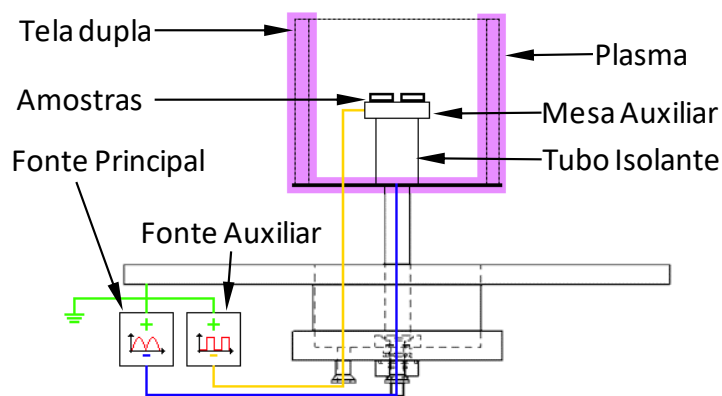 Tela dupla
Plasma
Amostras
Mesa Auxiliar
Fonte Principal
Tubo Isolante
Fonte Auxiliar
+
+
-
-